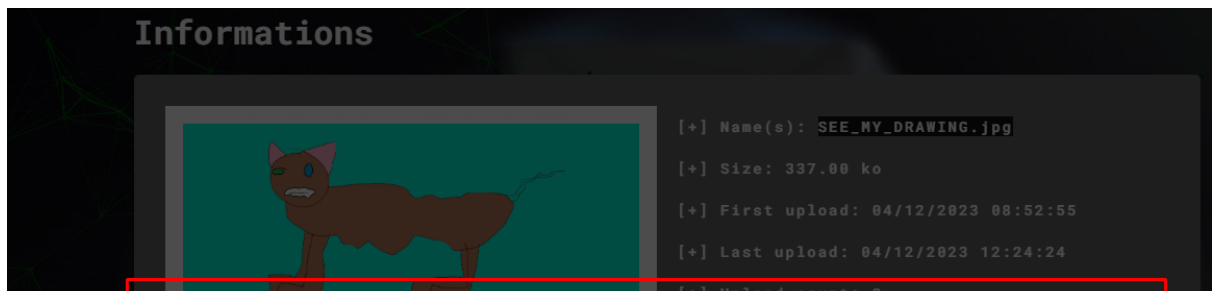 Informations
[+] Name(s): SEE_MY_DRAWING.jpg
[+] Size: 337.00 ko
[+] First upload: 04/12/2023 08:52:55
[+] Last upload: 04/12/2023 12:24:24